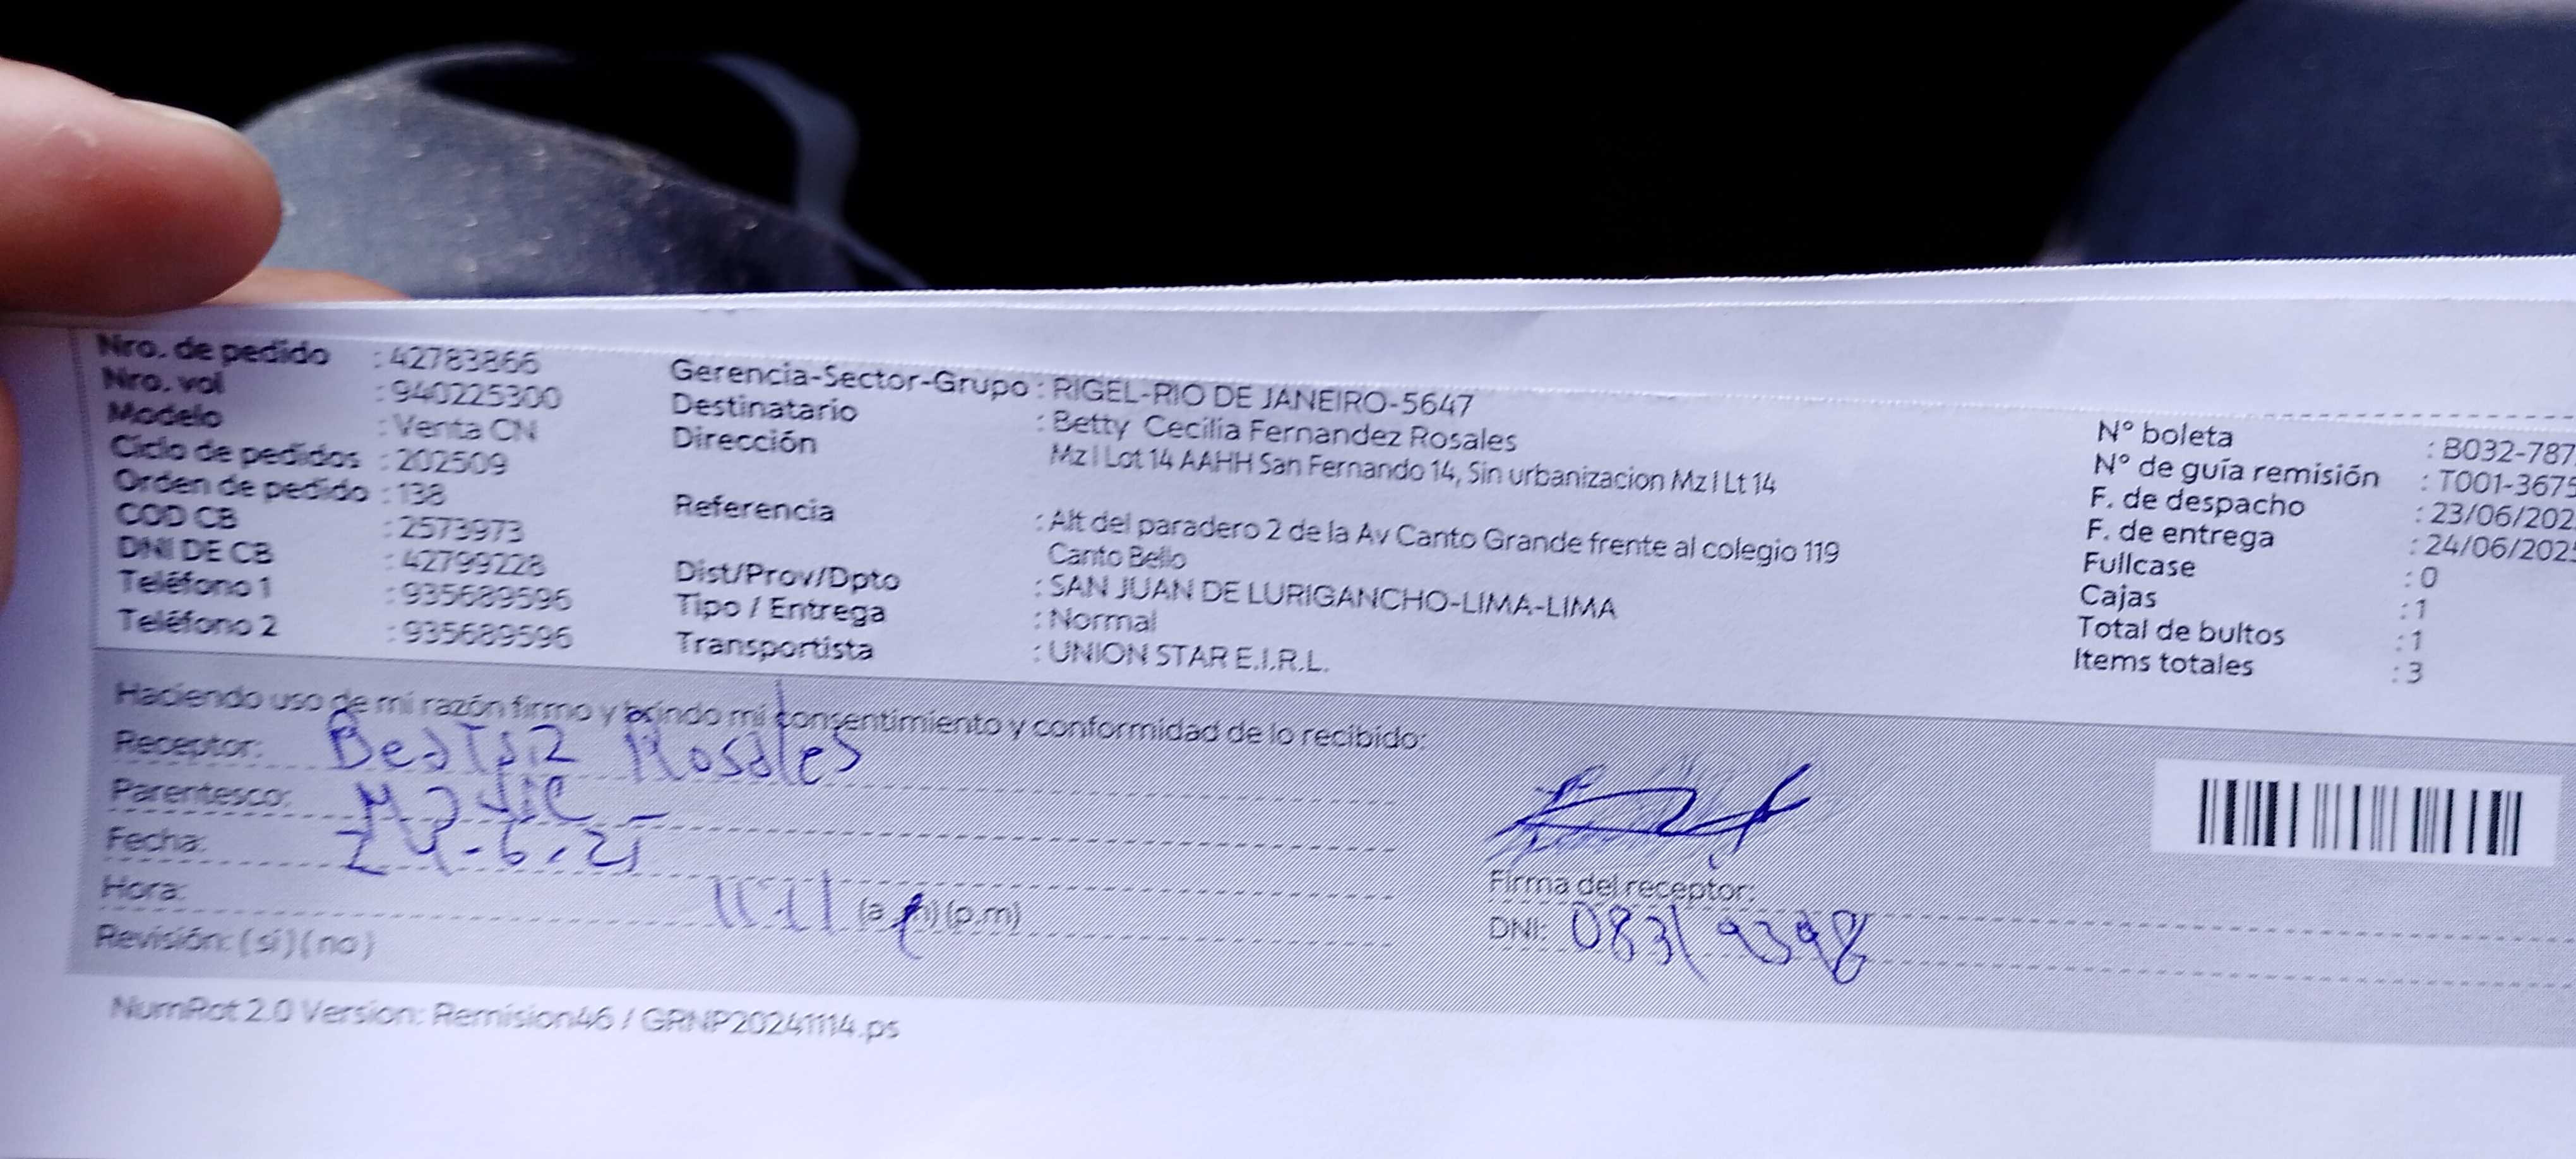 Nro. de pedido : 42783866
Nro. vol : 940225300
Modelo : Venta CN
Ciclo de pedidos : 202509
Orden de pedido : 138
COD CB : 2573973
DNI DE CB : 42799228
Teléfono 1 : 935689596
Teléfono 2 : 935689596
Gerencia-Sector-Grupo : RIGEL-RIO DE JANEIRO-5647
Destinatario : Betty Cecilia Fernandez Rosales
Dirección Mz I Lot 14 AAHH San Fernando 14, Sin urbanizacion Mz I Lt 14
Referencia : Alt del paradero 2 de la Av Canto Grande frente al colegio 119
Canto Bello
Dist/Prov/Dpto : SAN JUAN DE LURIGANCHO-LIMA-LIMA
Tipo / Entrega : Normal
Transportista : UNION STAR E.I.R.L.
N° boleta : B032-787
N° de guía remisión : T001-3675
F. de despacho : 23/06/202
F. de entrega : 24/06/202
Fullcase : 0
Cajas : 1
Total de bultos : 1
Items totales : 3
Haciendo uso de mi razón firmo y brindo mi consentimiento y conformidad de lo recibido:
Receptor: Beatriz Rosales
Parentesco:
Fecha: 24-6-25
Hora: (a.m)(p.m)
Revisión: (si)(no)
Firma del receptor:
DNI:
NumRot 2.0 Version: Remision46 / GRNP20241114.ps